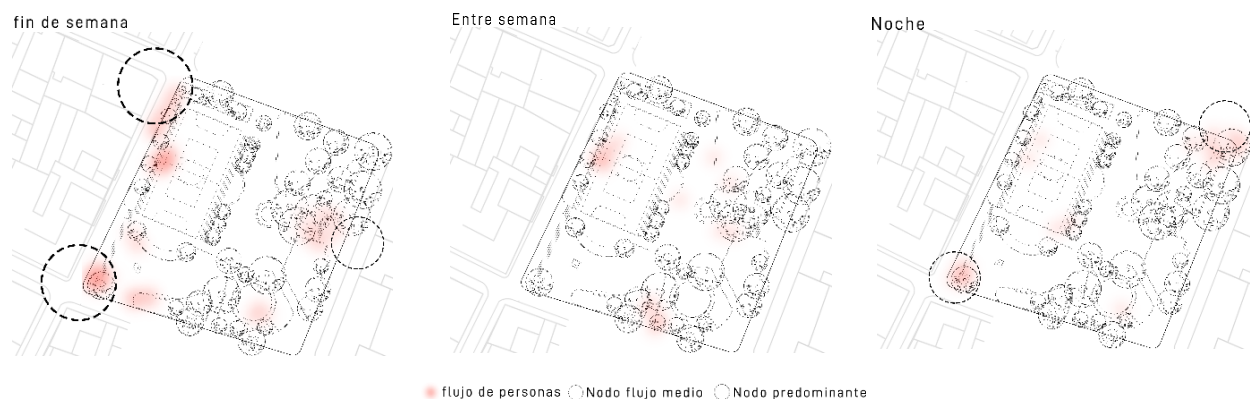 fin de semana
Entre semana
Noche
flujo de personas Nodo flujo medio Nodo predominante